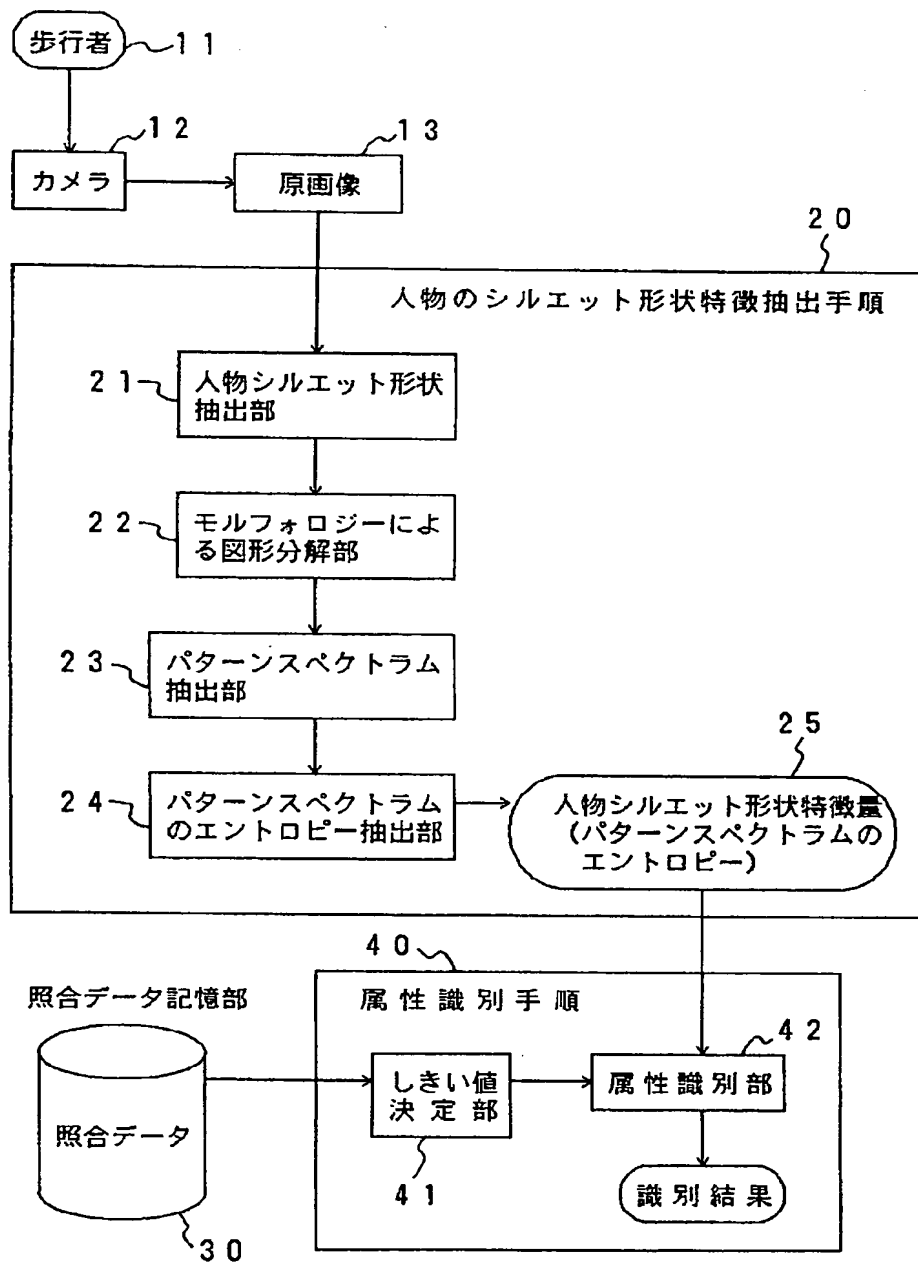 歩行者
11
12
カメラ
13
原画像
20
人物のシルエット形状特徴抽出手順
21
人物シルエット形状
抽出部
22
モルフォロジーによ
る図形分解部
23
パターンスペクトラム
抽出部
24
パターンスペクトラム
のエントロピー抽出部
25
人物シルエット形状特徴量
(パターンスペクトラムの
エントロピー)
照合データ記憶部
照合データ
30
40
属性識別手順
しきい値
決定部
41
42
属性識別部
識別結果